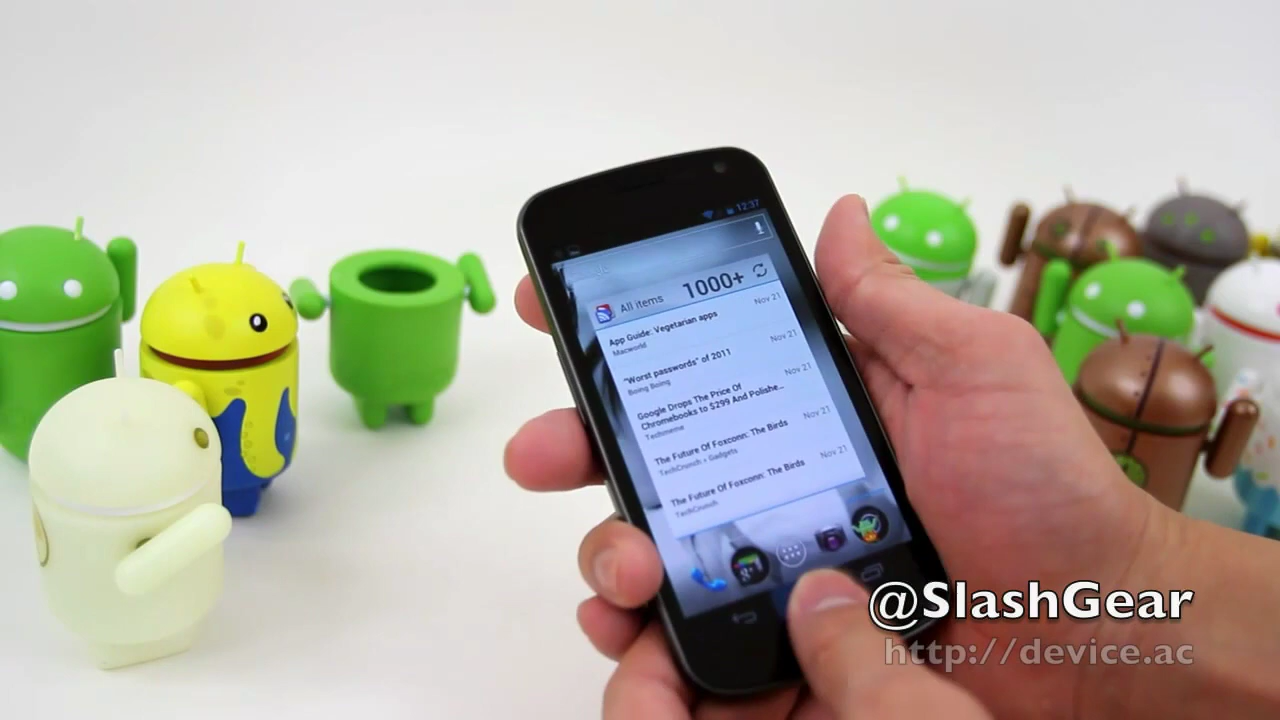 12:37
All items 1000+
App Guide: Vegetarian apps
Nov 21
Macworld
"Worst passwords" of 2011
Nov 21
Boing Boing
Google Drops The Price Of
Chromebooks to $299 And Polishe...
Nov 21
Techmeme
The Future Of Foxconn: The Birds
Nov 21
TechCrunch » Gadgets
The Future Of Foxconn: The Birds
Nov 21
TechCrunch
@SlashGear
http://device.ac